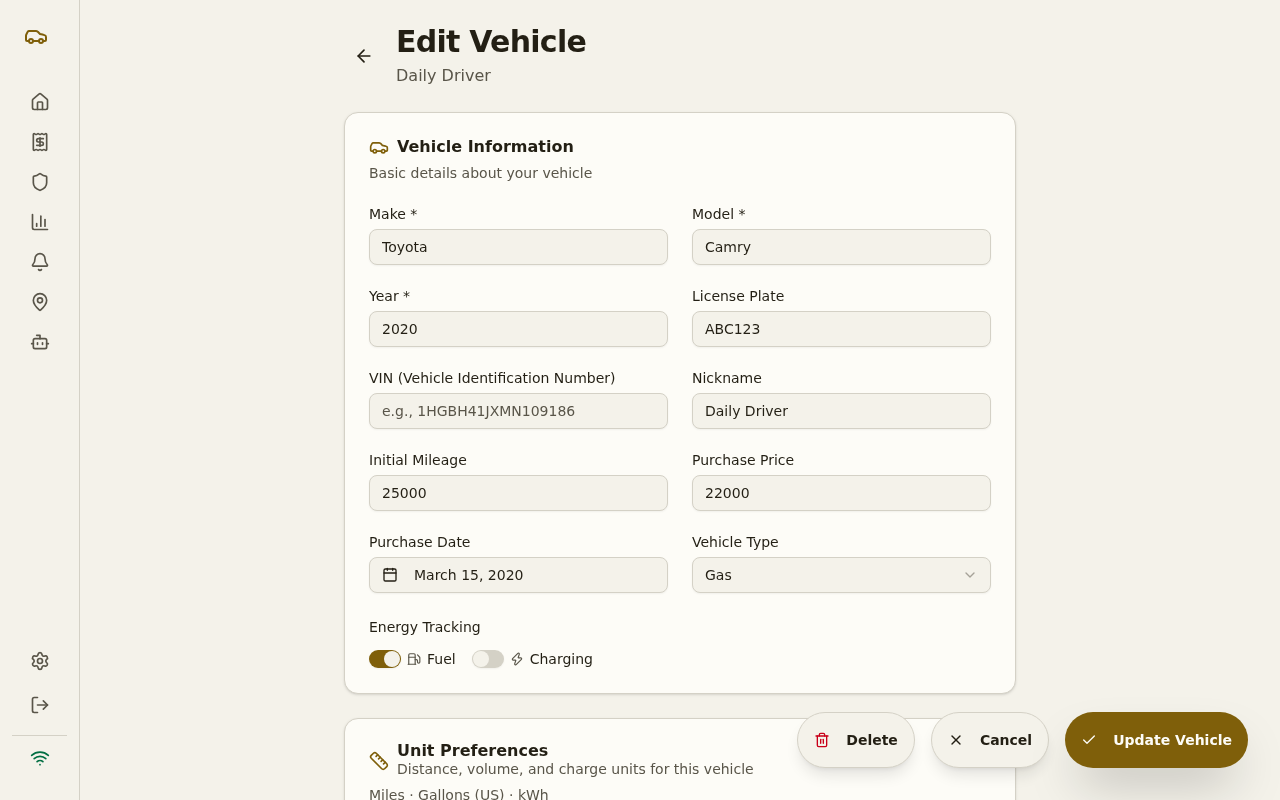 Edit Vehicle
Daily Driver
Vehicle Information
Basic details about your vehicle
Make *
Model *
Toyota
Camry
Year *
License Plate
2020
ABC123
VIN (Vehicle Identification Number)
Nickname
e.g., 1HGBH41JXMN109186
Daily Driver
Initial Mileage
Purchase Price
25000
22000
Purchase Date
Vehicle Type
March 15, 2020
Gas
Energy Tracking
Fuel
Charging
Unit Preferences
Distance, volume, and charge units for this vehicle
Miles · Gallons (US) · kWh
Delete
Cancel
Update Vehicle